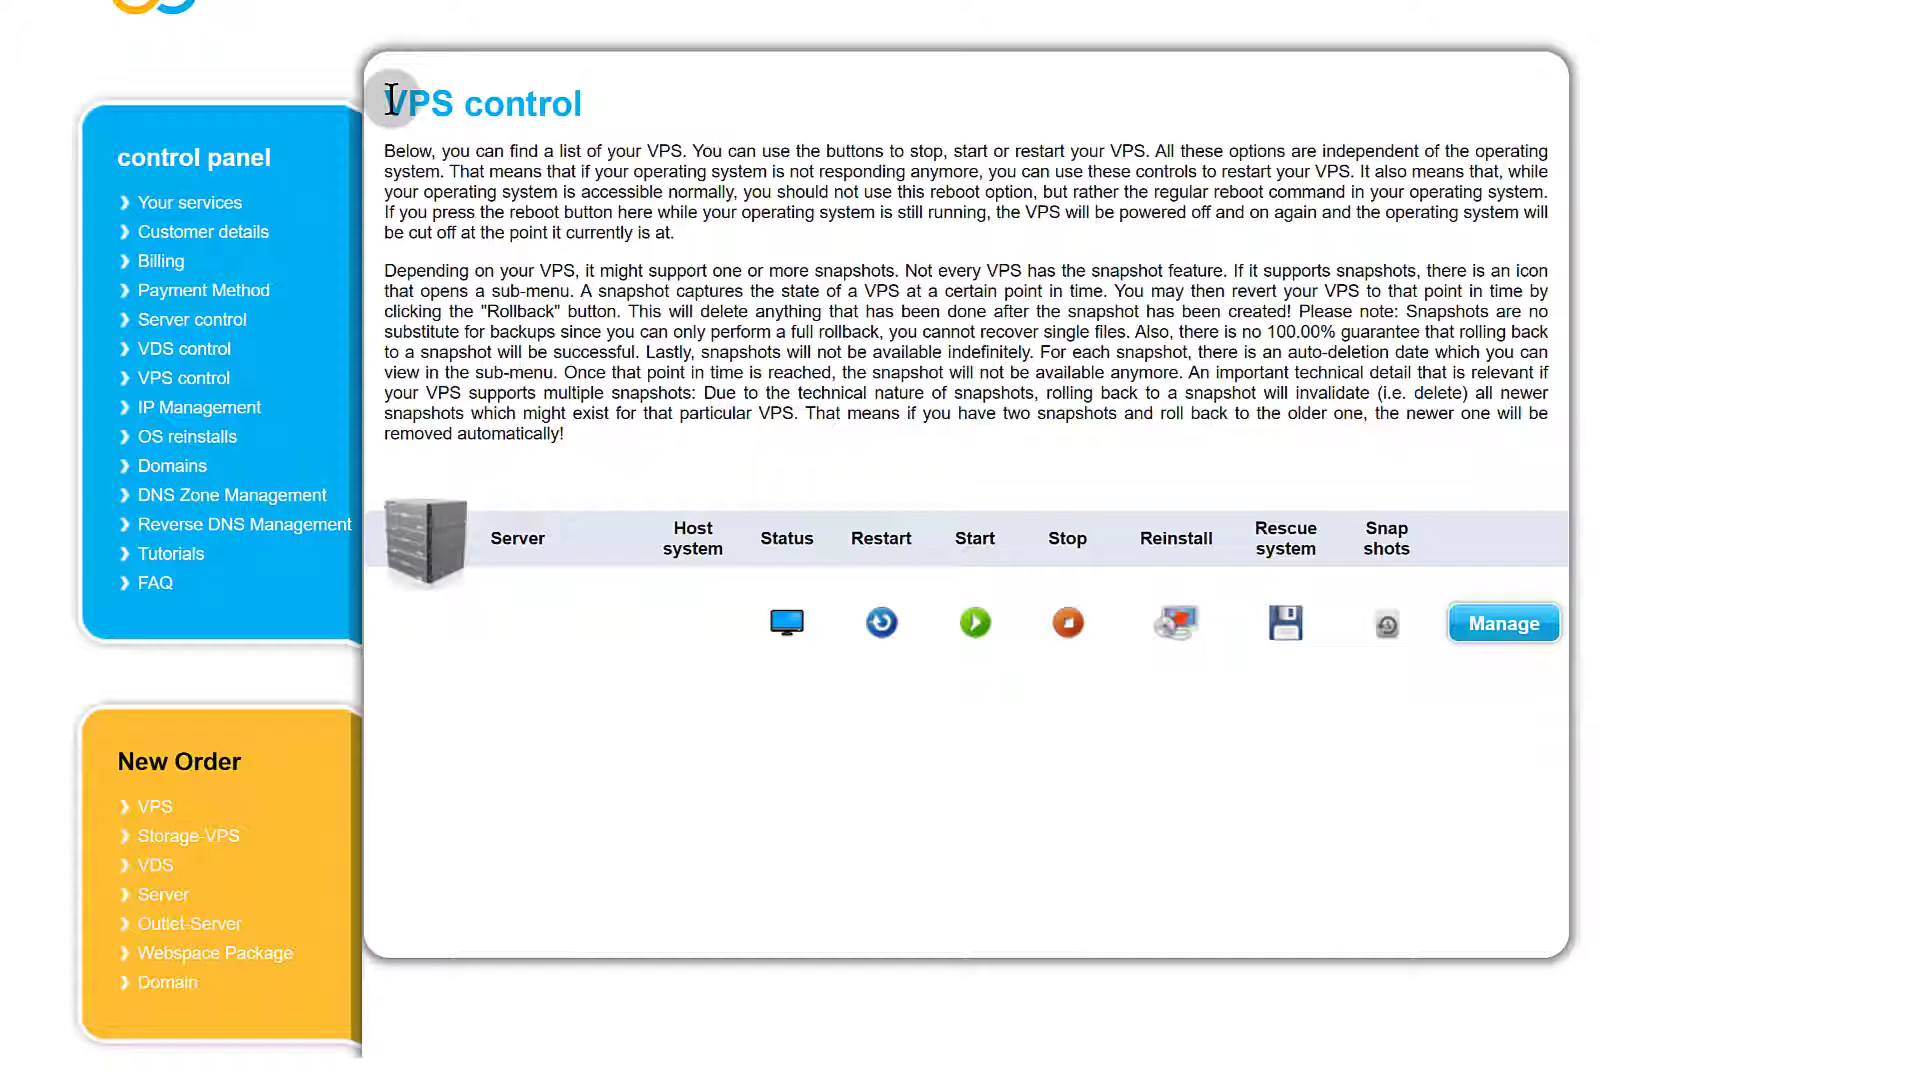 control panel
Your services
Customer details
Billing
Payment Method
Server control
VDS control
VPS control
IP Management
OS reinstalls
Domains
DNS Zone Management
Reverse DNS Management
Tutorials
FAQ
New Order
VPS
Storage-VPS
VDS
Server
Outlet-Server
Webspace Package
Domain
VPS control
Below, you can find a list of your VPS. You can use the buttons to stop, start or restart your VPS. All these options are independent of the operating
system. That means that if your operating system is not responding anymore, you can use these controls to restart your VPS. It also means that, while
your operating system is accessible normally, you should not use this reboot option, but rather the regular reboot command in your operating system.
If you press the reboot button here while your operating system is still running, the VPS will be powered off and on again and the operating system will
be cut off at the point it currently is at.
Depending on your VPS, it might support one or more snapshots. Not every VPS has the snapshot feature. If it supports snapshots, there is an icon
that opens a sub-menu. A snapshot captures the state of a VPS at a certain point in time. You may then revert your VPS to that point in time by
clicking the "Rollback" button. This will delete anything that has been done after the snapshot has been created! Please note: Snapshots are no
substitute for backups since you can only perform a full rollback, you cannot recover single files. Also, there is no 100.00% guarantee that rolling back
to a snapshot will be successful. Lastly, snapshots will not be available indefinitely. For each snapshot, there is an auto-deletion date which you can
view in the sub-menu. Once that point in time is reached, the snapshot will not be available anymore. An important technical detail that is relevant if
your VPS supports multiple snapshots: Due to the technical nature of snapshots, rolling back to a snapshot will invalidate (i.e. delete) all newer
snapshots which might exist for that particular VPS. That means if you have two snapshots and roll back to the older one, the newer one will be
removed automatically!
Server
Host
system
Status
Restart
Start
Stop
Reinstall
Rescue
system
Snap
shots
Manage